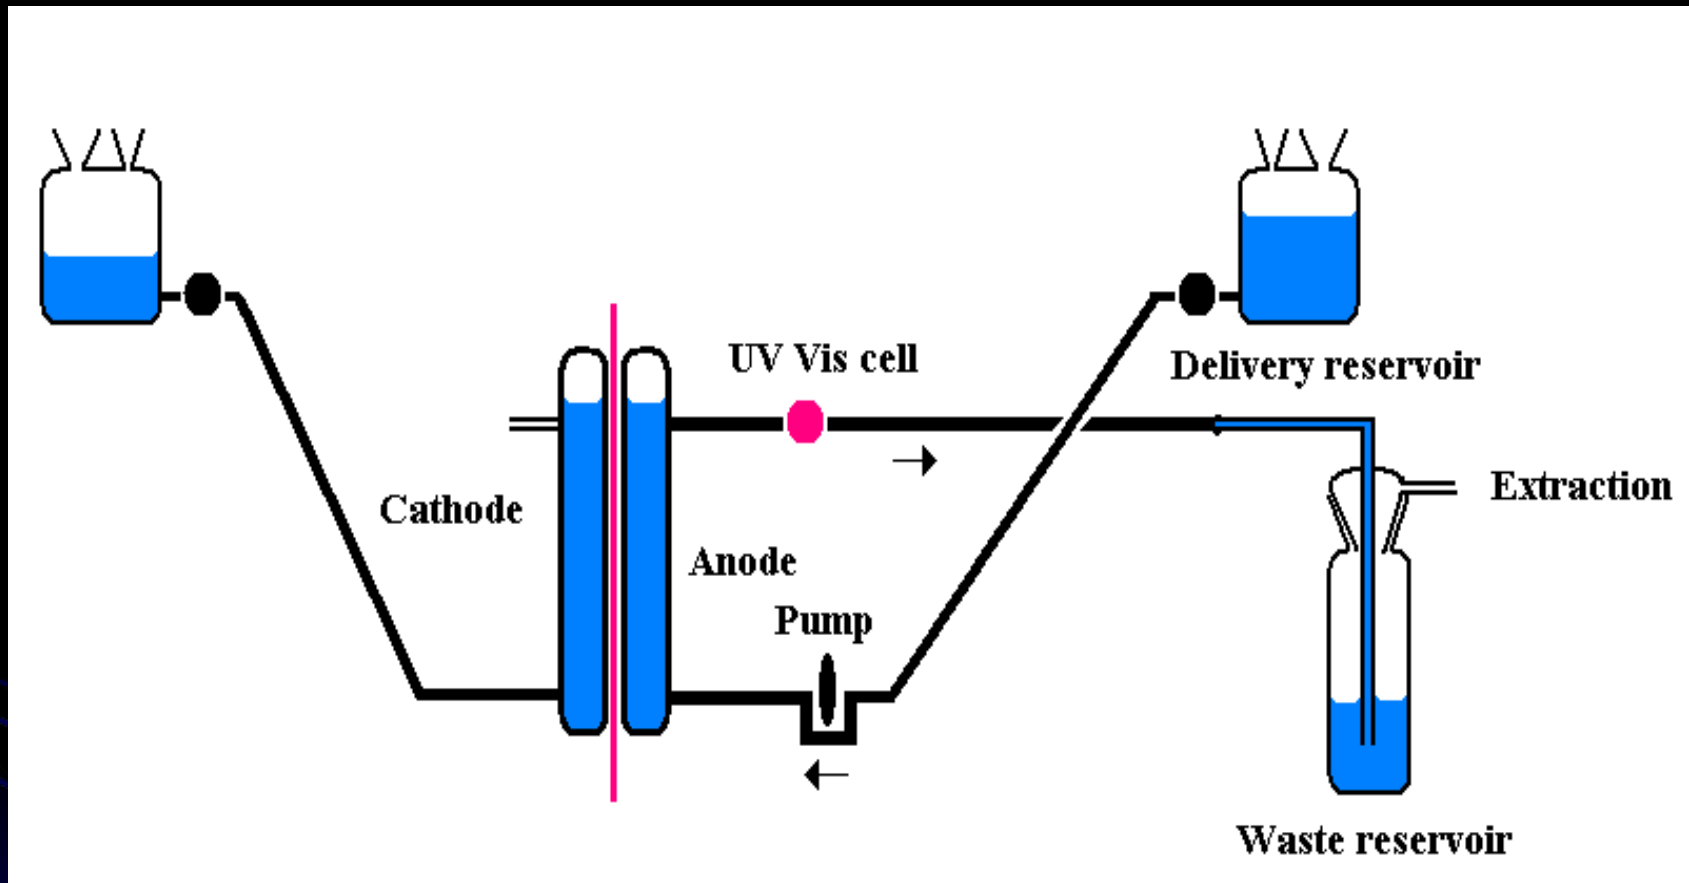 UV Vis cell
Delivery reservoir
Extraction
Cathode
Anode
Pump
Waste reservoir